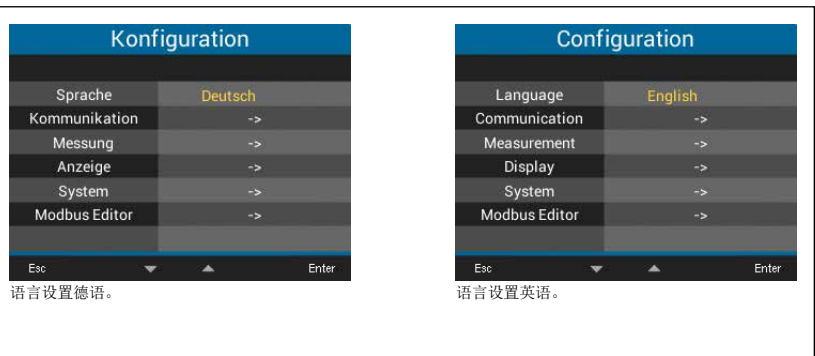 Konfiguration
Sprache Deutsch
Kommunikation ->
Messung ->
Anzeige ->
System ->
Modbus Editor ->
Esc Enter
语言设置德语。
Configuration
Language English
Communication ->
Measurement ->
Display ->
System ->
Modbus Editor ->
Esc Enter
语言设置英语。